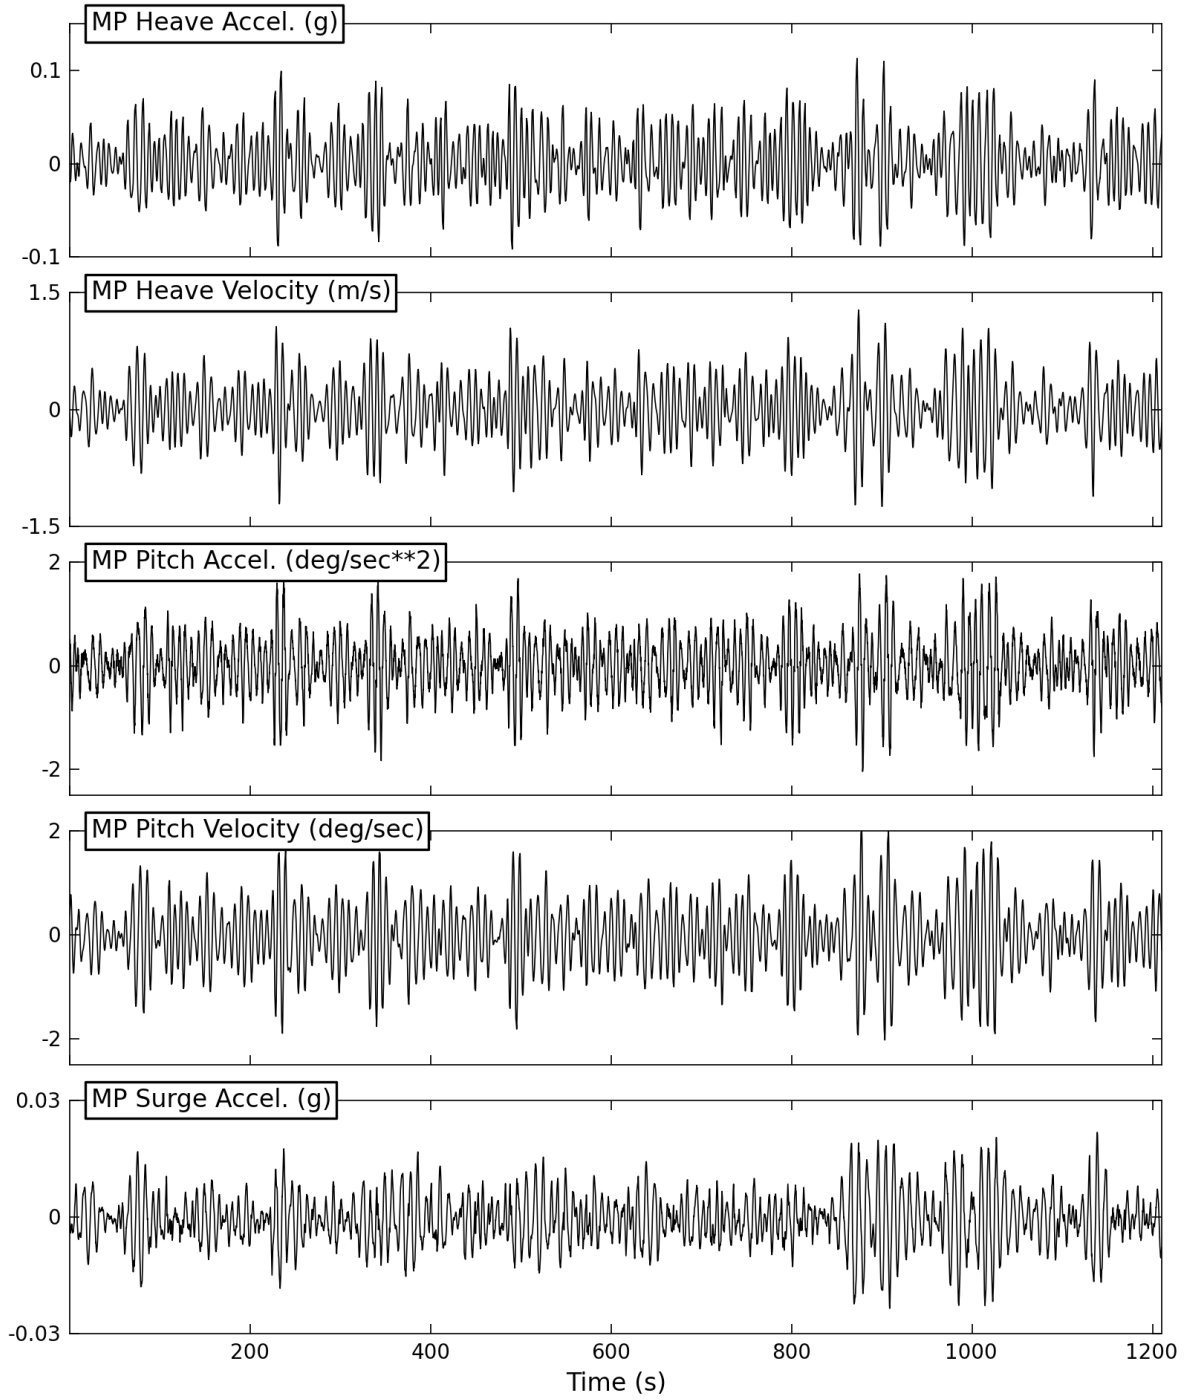 MP Heave Accel. (g)
0.1
0
-0.1
MP Heave Velocity (m/s)
1.5
0
-1.5
MP Pitch Accel. (deg/sec**2)
2
0
-2
MP Pitch Velocity (deg/sec)
2
0
-2
MP Surge Accel. (g)
0.03
0
-0.03
200 400 600 800 1000 1200
Time (s)